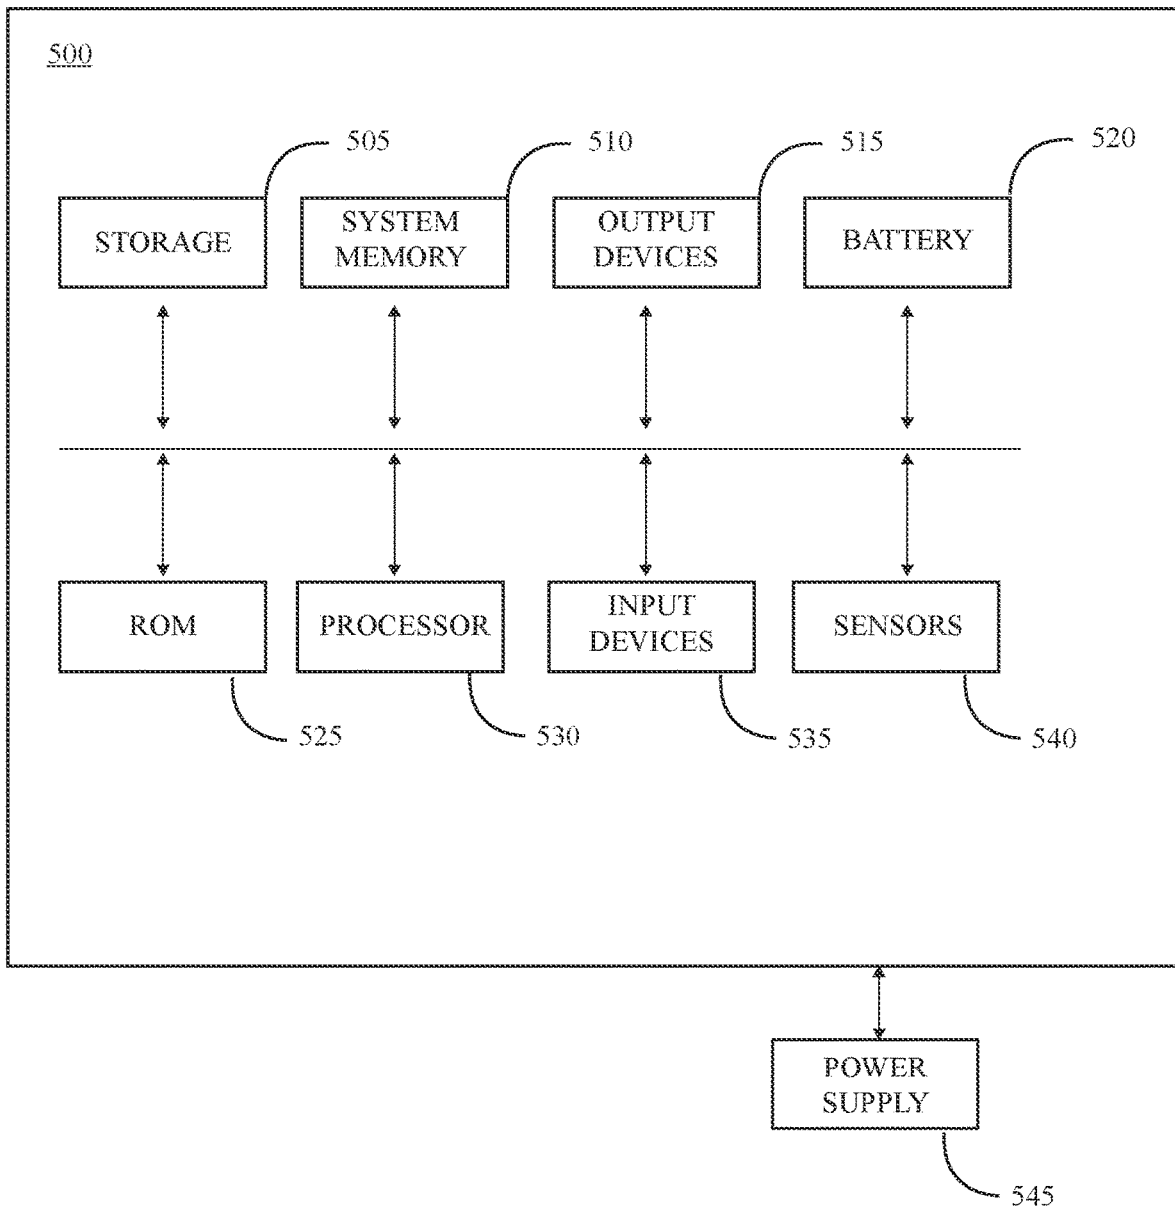 500
505
510
515
520
STORAGE
SYSTEM
MEMORY
OUTPUT
DEVICES
BATTERY
ROM
PROCESSOR
INPUT
DEVICES
SENSORS
525
530
535
540
POWER
SUPPLY
545